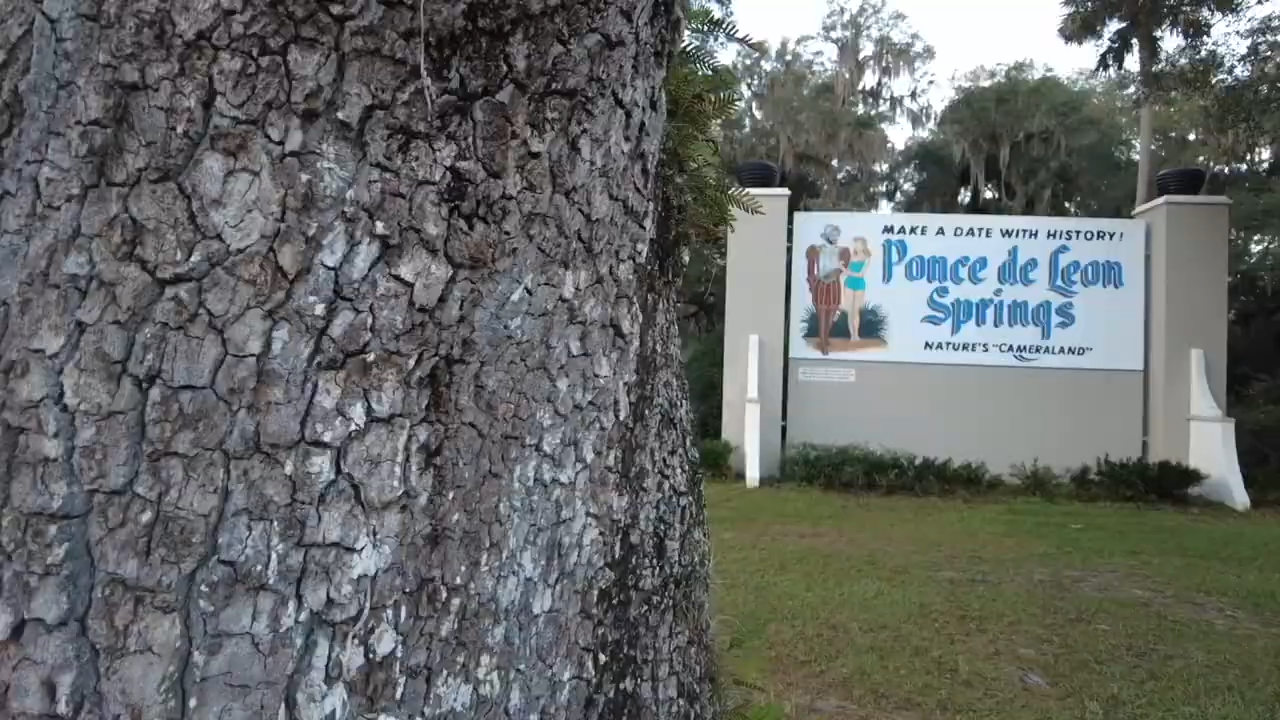 MAKE A DATE WITH HISTORY!
Ponce de Leon
Springs
NATURE'S "CAMERALAND"